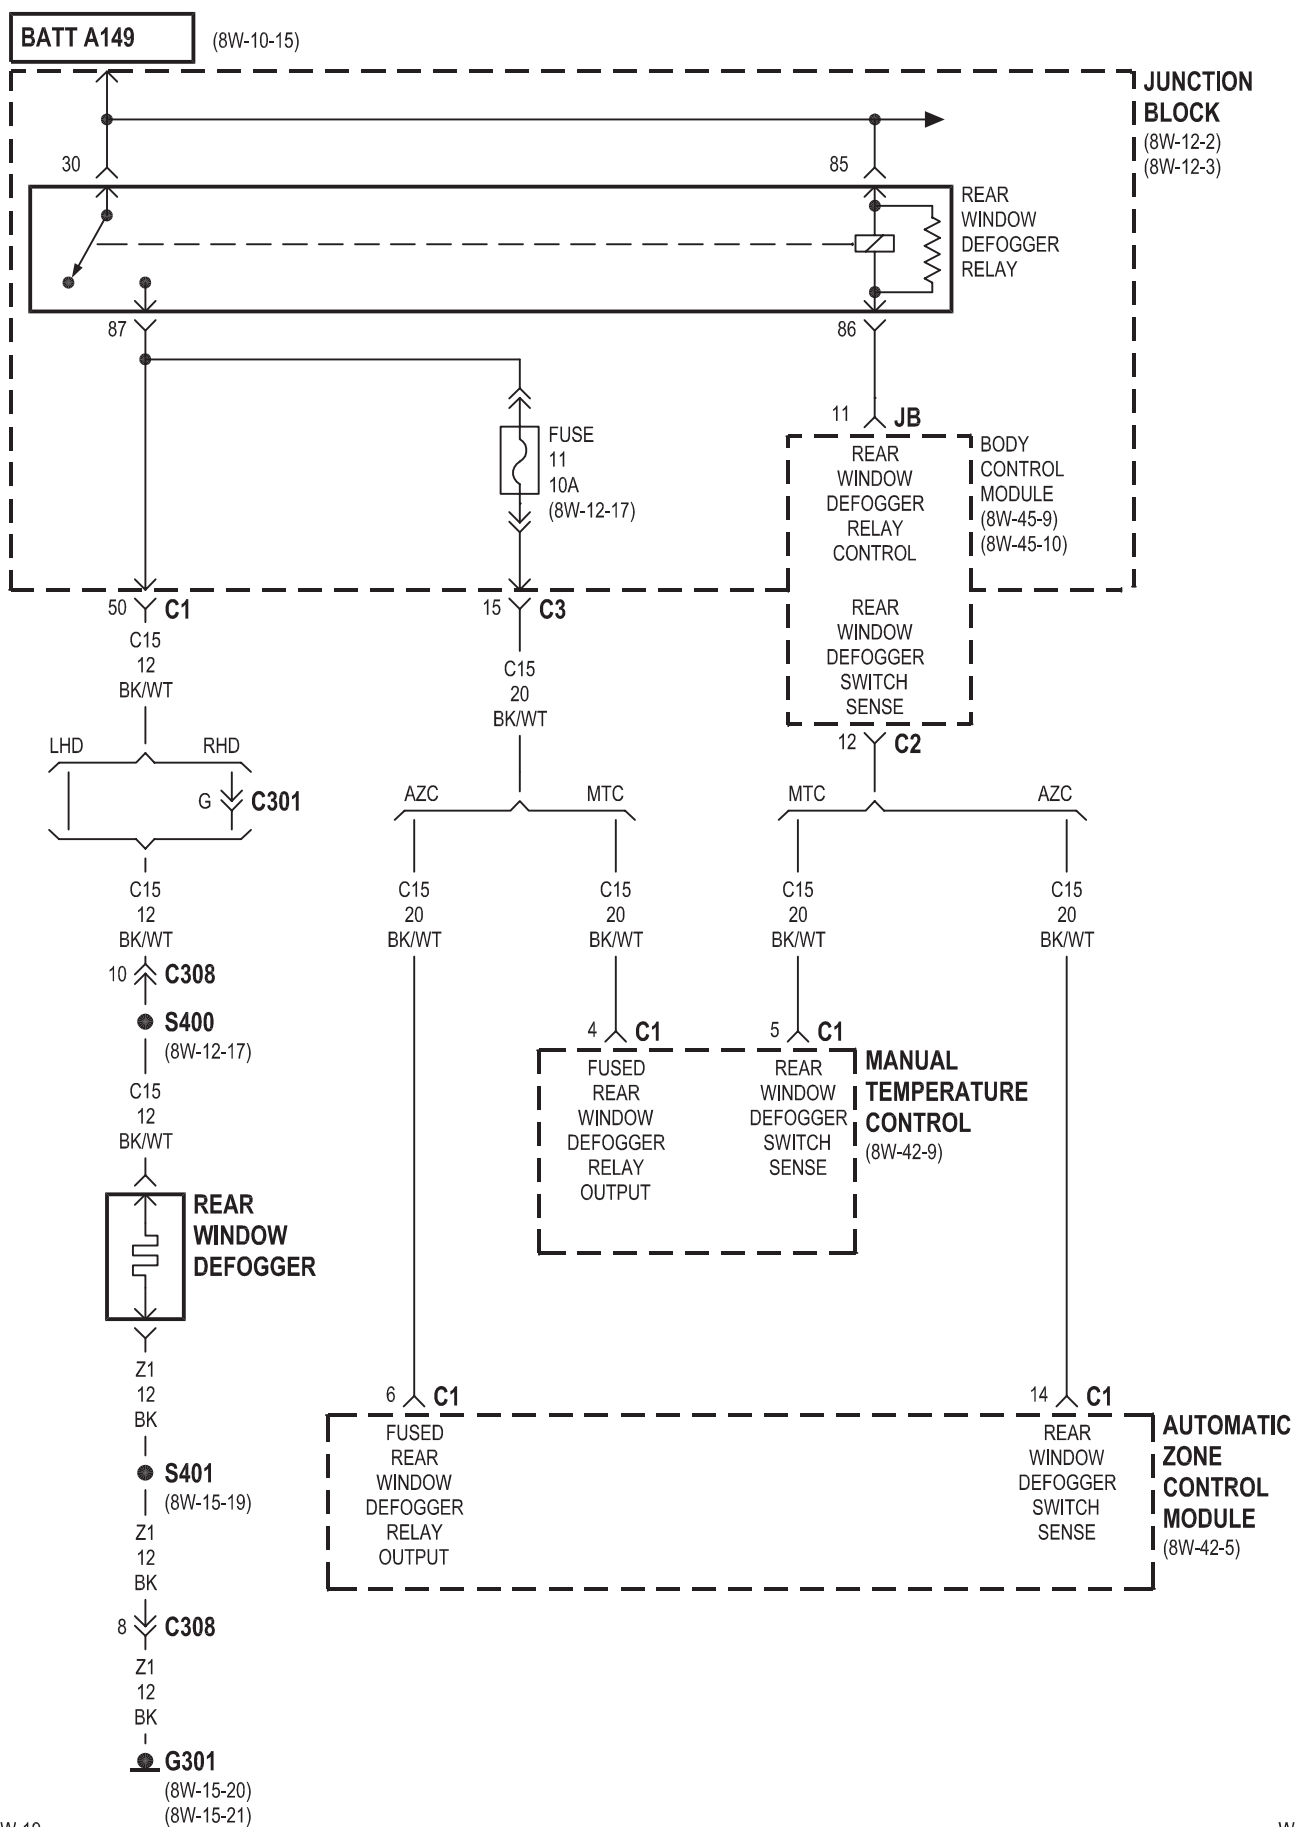 BATT A149
(8W-10-15)
JUNCTION
BLOCK
(8W-12-2)
(8W-12-3)
30
85
REAR
WINDOW
DEFOGGER
RELAY
87
86
11
JB
FUSE
11
10A
(8W-12-17)
REAR
WINDOW
DEFOGGER
RELAY
CONTROL
BODY
CONTROL
MODULE
(8W-45-9)
(8W-45-10)
REAR
WINDOW
DEFOGGER
SWITCH
SENSE
50
C1
15
C3
12
C2
C15
12
BK/WT
C15
20
BK/WT
LHD
RHD
G
C301
AZC
MTC
MTC
AZC
C15
12
BK/WT
C15
20
BK/WT
C15
20
BK/WT
C15
20
BK/WT
C15
20
BK/WT
10
C308
S400
(8W-12-17)
C15
12
BK/WT
4
C1
5
C1
FUSED
REAR
WINDOW
DEFOGGER
RELAY
OUTPUT
REAR
WINDOW
DEFOGGER
SWITCH
SENSE
MANUAL
TEMPERATURE
CONTROL
(8W-42-9)
REAR
WINDOW
DEFOGGER
Z1
12
BK
S401
(8W-15-19)
Z1
12
BK
8
C308
Z1
12
BK
G301
(8W-15-20)
(8W-15-21)
6
C1
14
C1
FUSED
REAR
WINDOW
DEFOGGER
RELAY
OUTPUT
REAR
WINDOW
DEFOGGER
SWITCH
SENSE
AUTOMATIC
ZONE
CONTROL
MODULE
(8W-42-5)